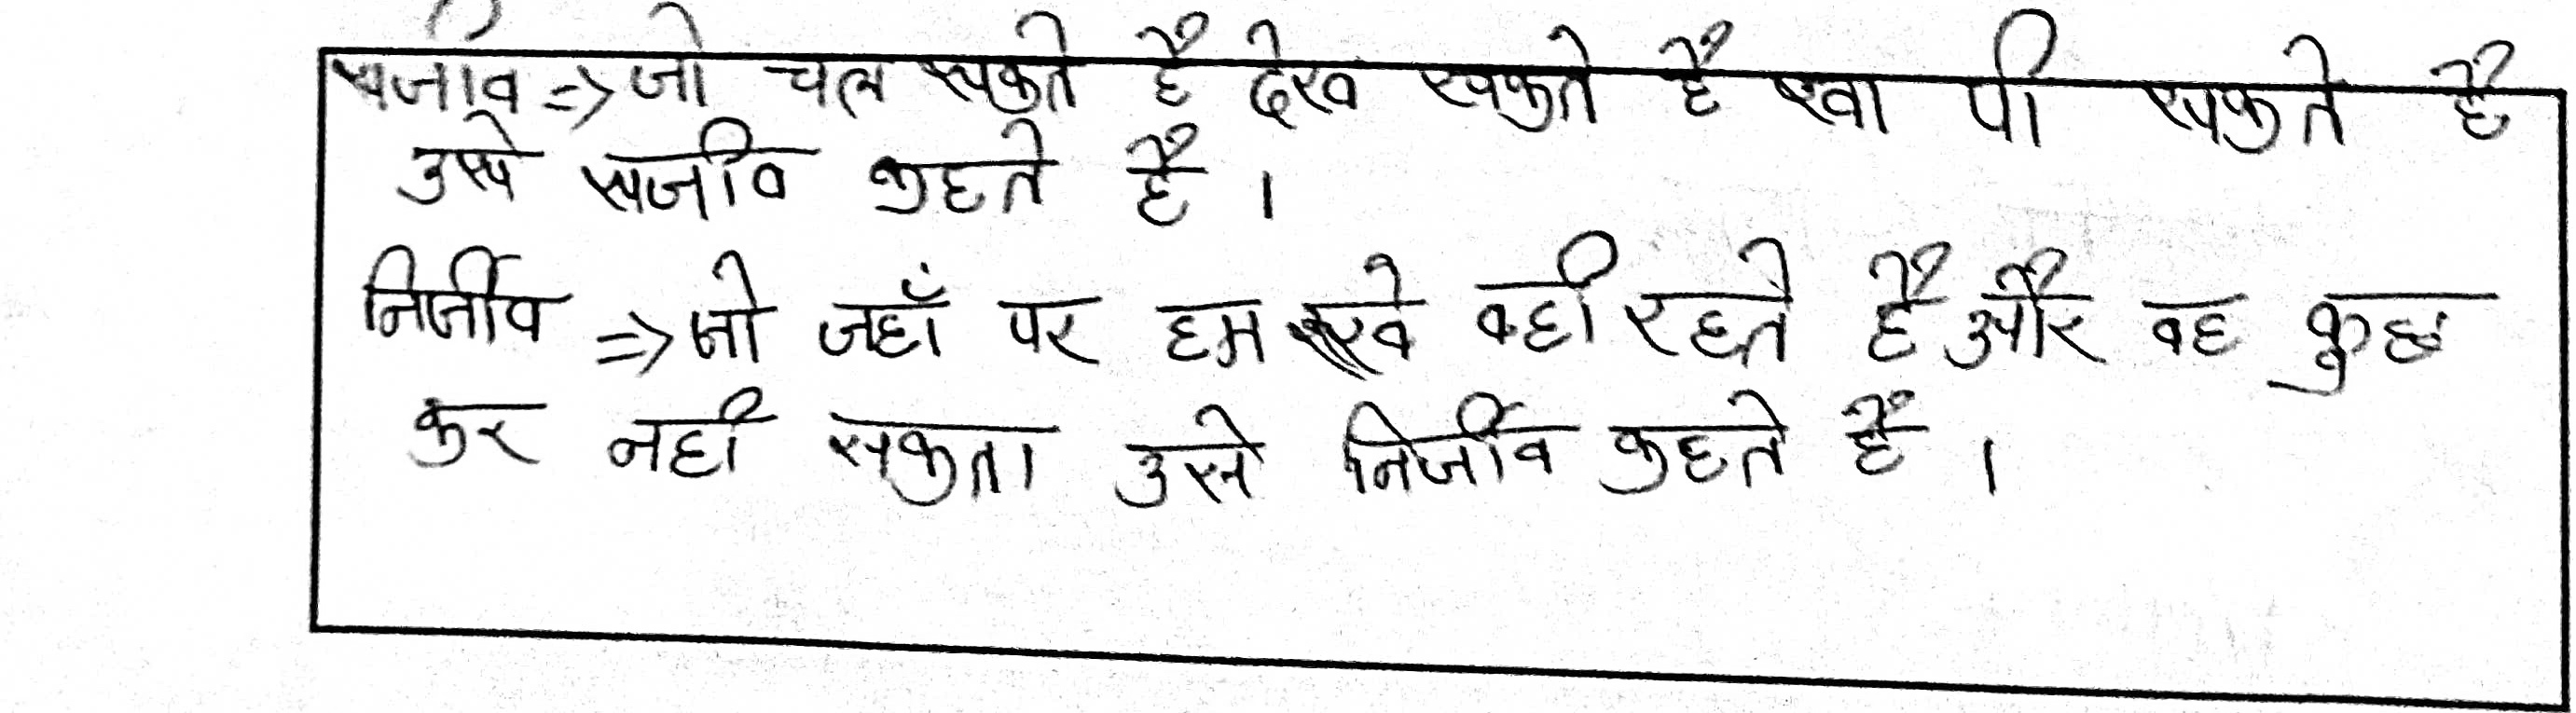 सजीव => जो चल सकते है देख सकते है खा पी सकते है
उसे सजीव कहते है ।
निर्जीव => जो जहाँ पर हम रखे वही रहते है और वह कुछ
कर नही सकता उसे निर्जीव कहते है ।